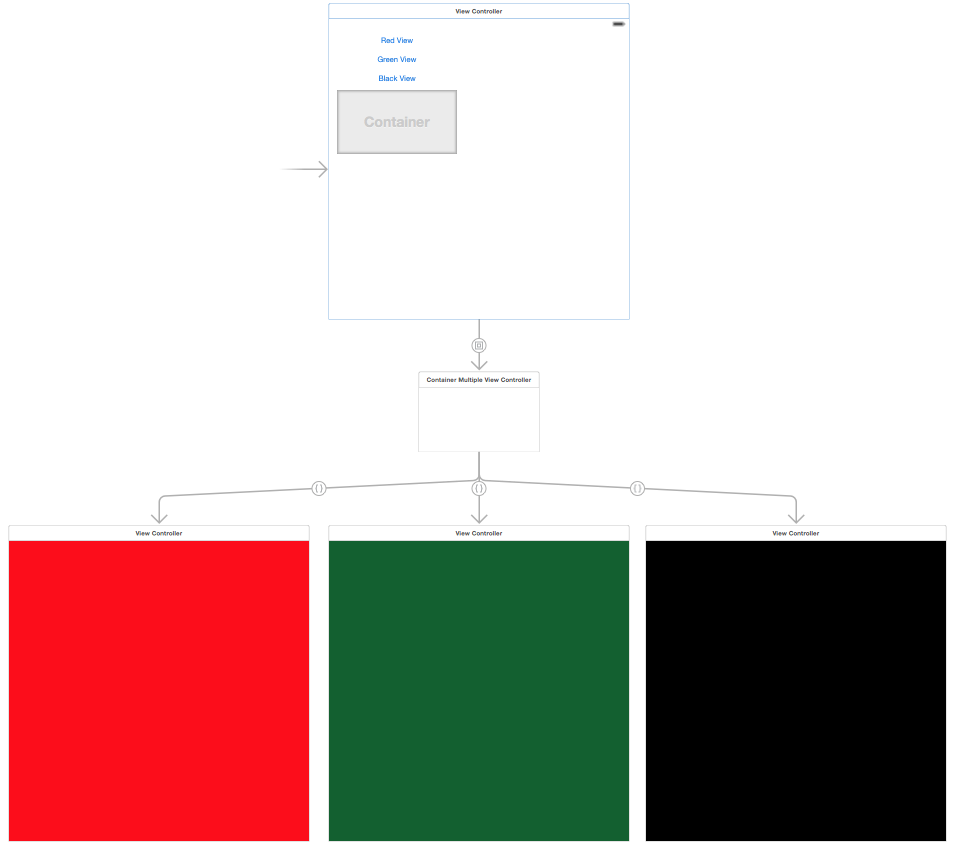 View Controller
Red View
Green View
Black View
Container
Container Multiple View Controller
{ }
{ }
{ }
View Controller
View Controller
View Controller